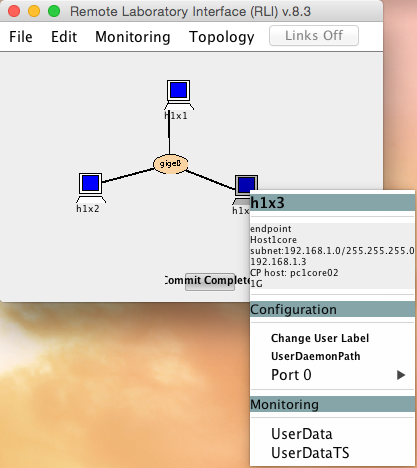 Remote Laboratory Interface (RLI) v.8.3
File Edit Monitoring Topology Links Off
h1x1
gigeD
h1x2
h1x
Commit Complete
h1x3
endpoint
Host1core
subnet:192.168.1.0/255.255.255.0
192.168.1.3
CP host: pc1core02
1G
Configuration
Change User Label
UserDaemonPath
Port 0
Monitoring
UserData
UserDataTS